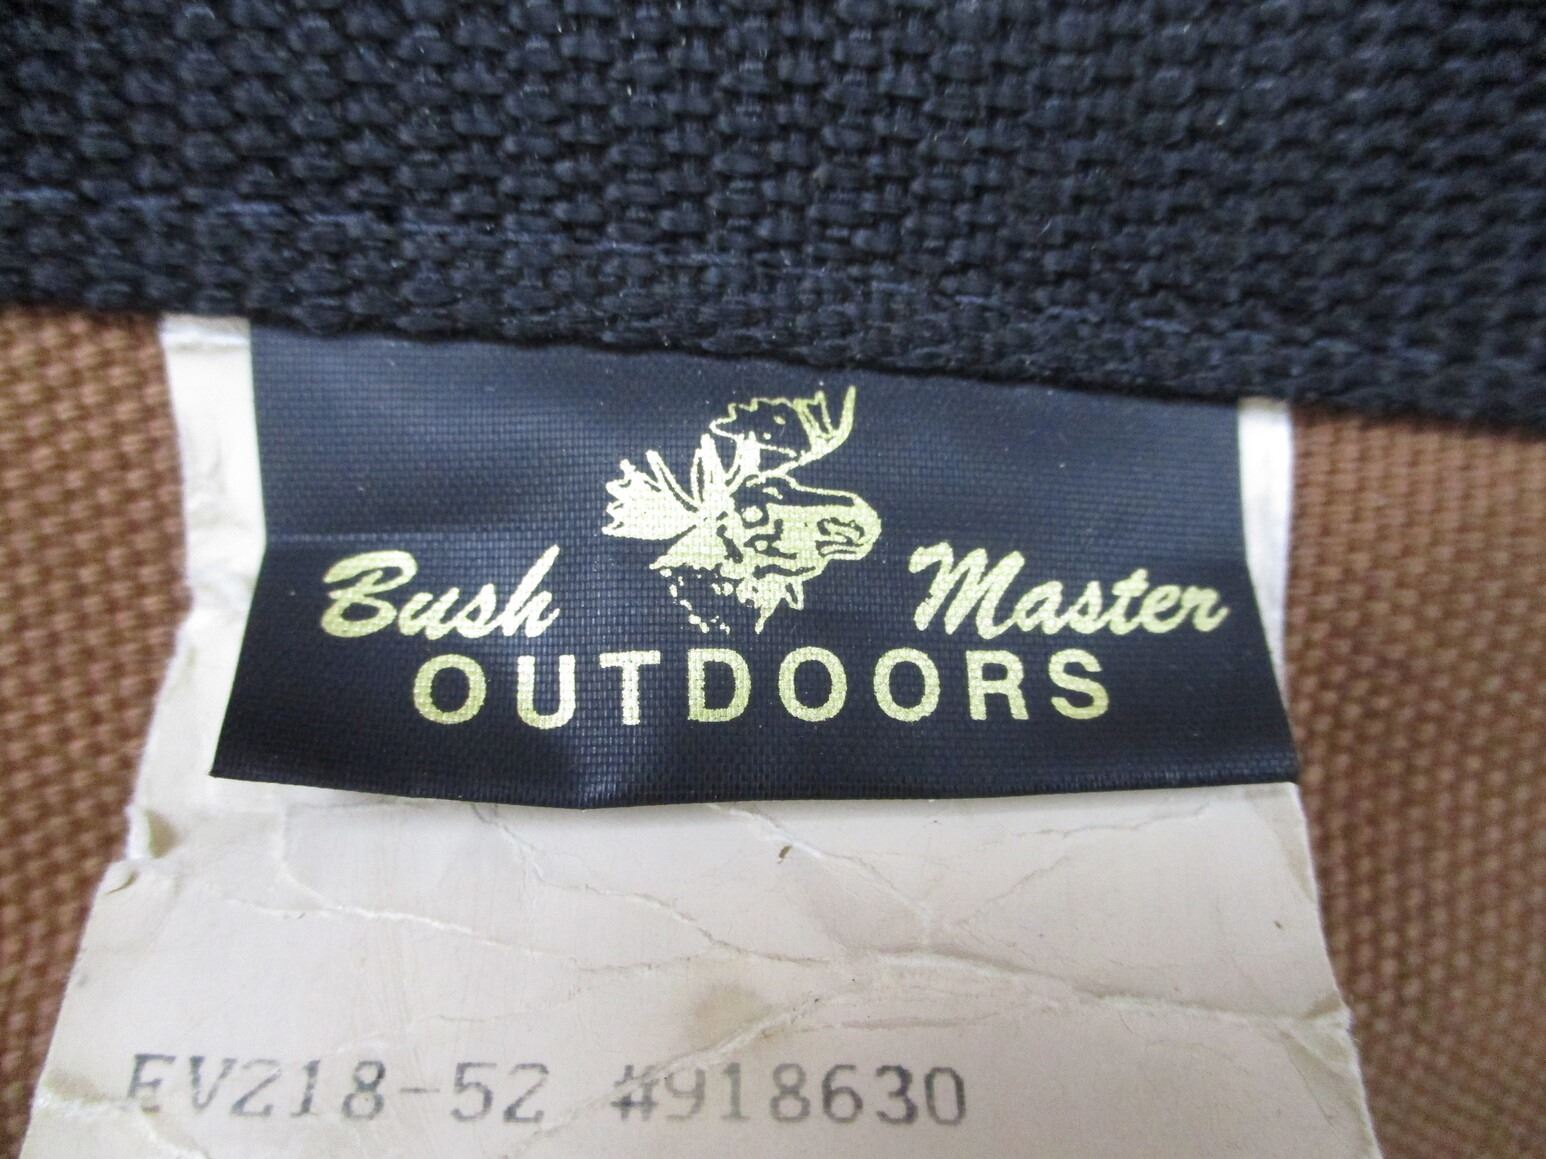 Bush Master
OUTDOORS
EV218-52 #918630